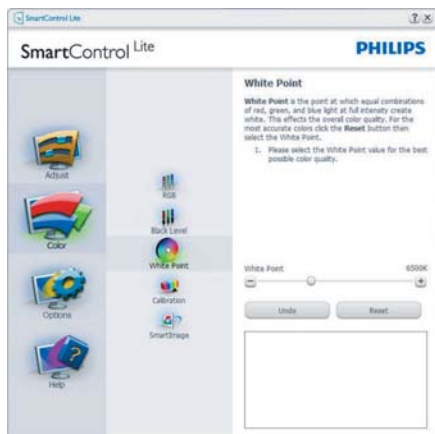 SmartControl Lite
SmartControl Lite
PHILIPS
Adjust
Color
Options
Help
RGB
Black Level
White Point
Calibration
SmartImage
White Point
White Point is the point at which equal combinations
of red, green, and blue light at full intensity create
white. This effects the overall color quality. For the
most accurate colors click the Reset button then
select the White Point.
1. Please select the White Point value for the best
possible color quality.
White Point 6500K
Undo Reset